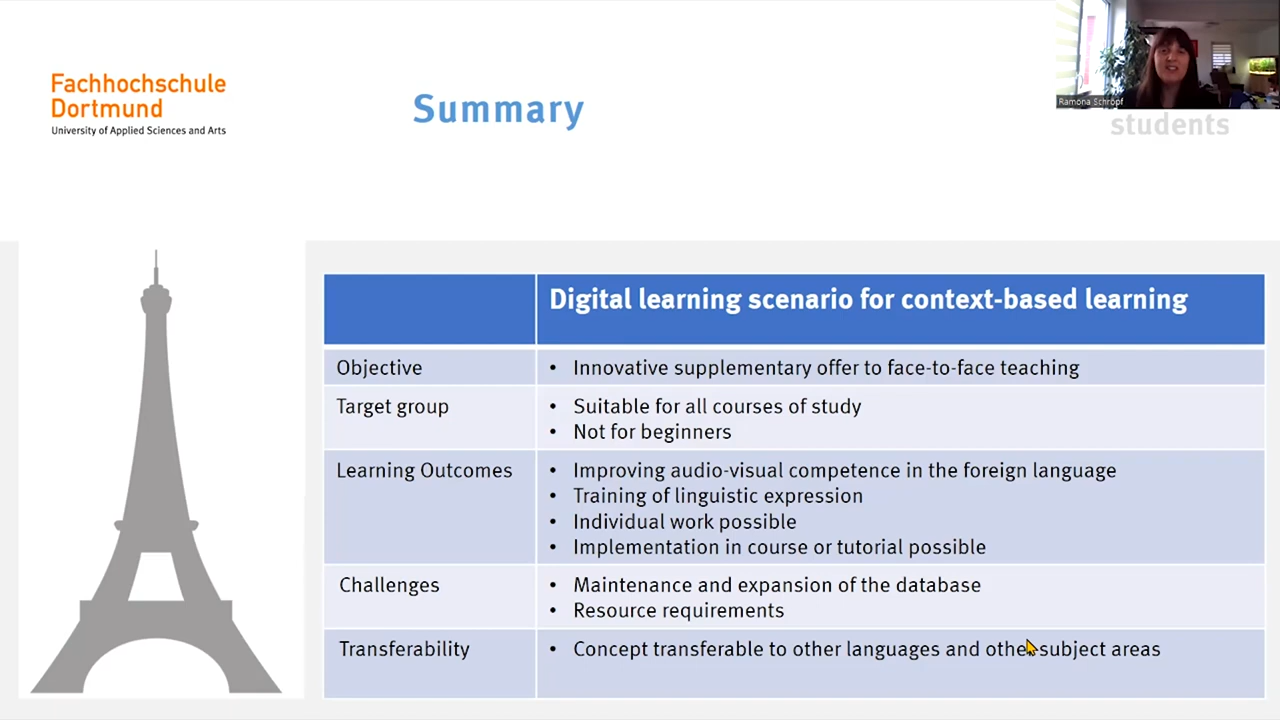 Fachhochschule
Dortmund
University of Applied Sciences and Arts
Summary
Ramona Schröpf
students
Digital learning scenario for context-based learning
Objective
• Innovative supplementary offer to face-to-face teaching
Target group
• Suitable for all courses of study
• Not for beginners
Learning Outcomes
• Improving audio-visual competence in the foreign language
• Training of linguistic expression
• Individual work possible
• Implementation in course or tutorial possible
Challenges
• Maintenance and expansion of the database
• Resource requirements
Transferability
• Concept transferable to other languages and other subject areas